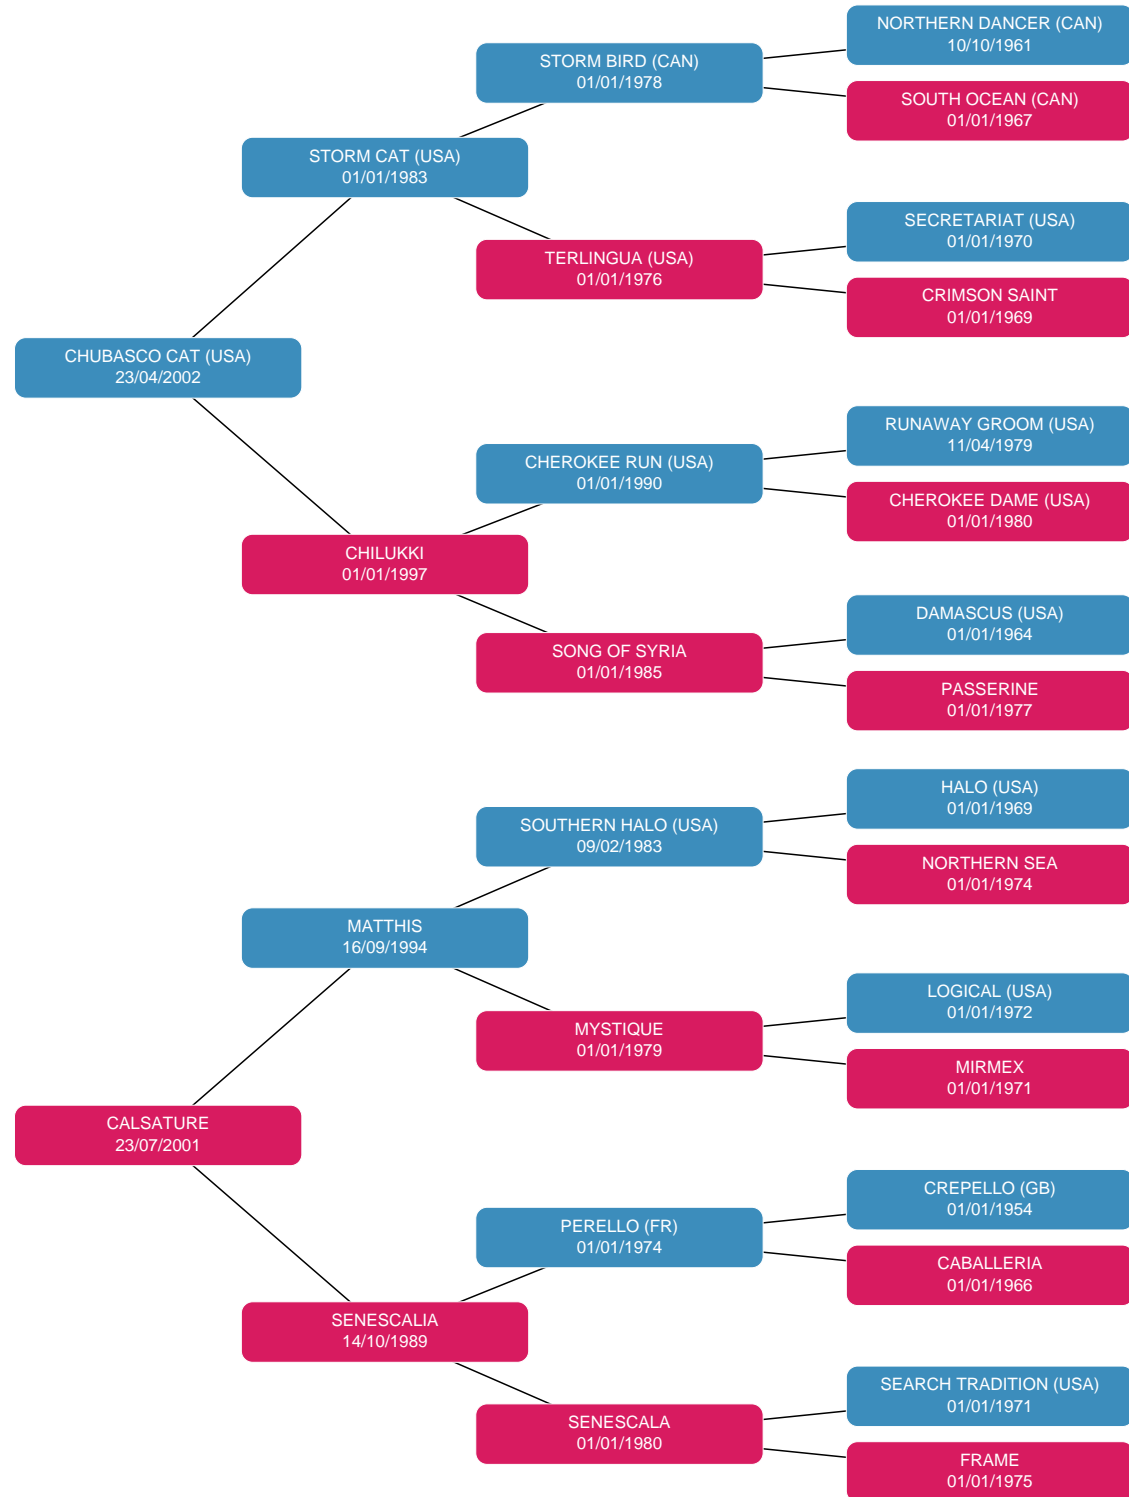 NORTHERN DANCER (CAN)
10/10/1961
STORM BIRD (CAN)
01/01/1978
SOUTH OCEAN (CAN)
01/01/1967
STORM CAT (USA)
01/01/1983
SECRETARIAT (USA)
01/01/1970
TERLINGUA (USA)
01/01/1976
CRIMSON SAINT
01/01/1969
CHUBASCO CAT (USA)
23/04/2002
RUNAWAY GROOM (USA)
11/04/1979
CHEROKEE RUN (USA)
01/01/1990
CHEROKEE DAME (USA)
01/01/1980
CHILUKKI
01/01/1997
DAMASCUS (USA)
01/01/1964
SONG OF SYRIA
01/01/1985
PASSERINE
01/01/1977
HALO (USA)
01/01/1969
SOUTHERN HALO (USA)
09/02/1983
NORTHERN SEA
01/01/1974
MATTHIS
16/09/1994
LOGICAL (USA)
01/01/1972
MYSTIQUE
01/01/1979
MIRMEX
01/01/1971
CALSATURE
23/07/2001
CREPELLO (GB)
01/01/1954
PERELLO (FR)
01/01/1974
CABALLERIA
01/01/1966
SENESCALIA
14/10/1989
SEARCH TRADITION (USA)
01/01/1971
SENESCALA
01/01/1980
FRAME
01/01/1975